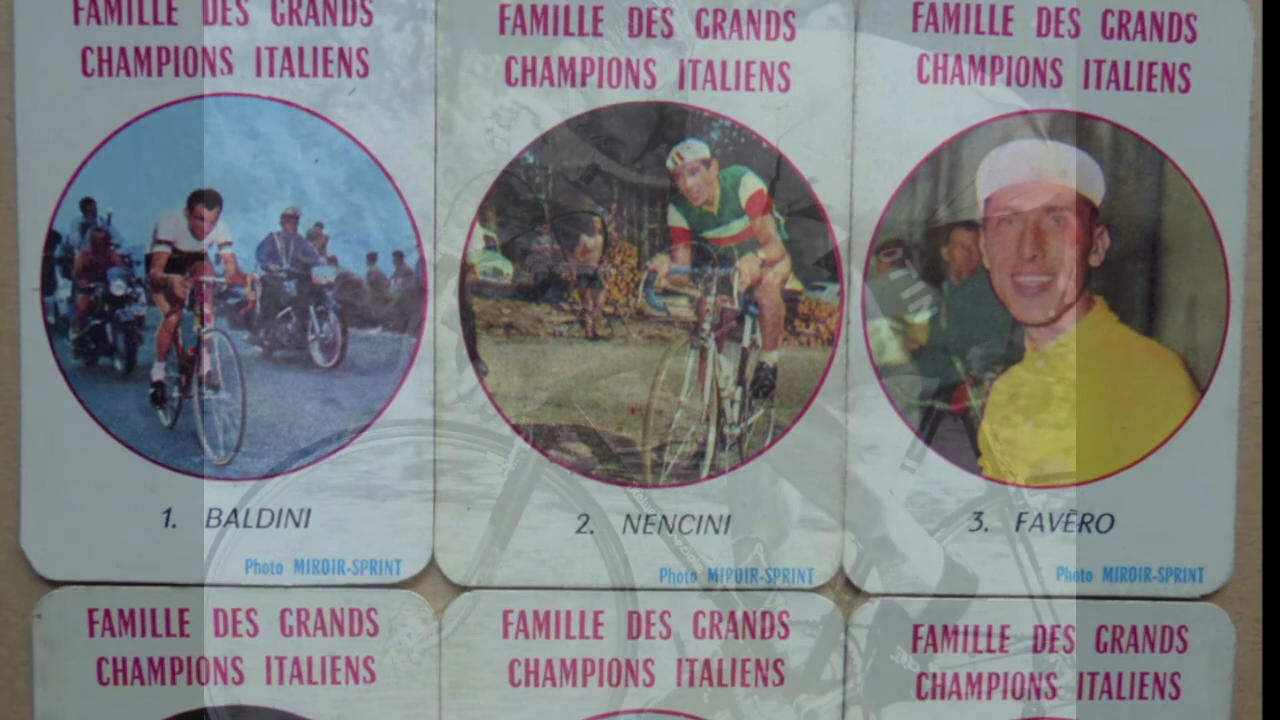 FAMILLE DES GRANDS
CHAMPIONS ITALIENS
FAMILLE DES GRANDS
CHAMPIONS ITALIENS
FAMILLE DES GRANDS
CHAMPIONS ITALIENS
1. BALDINI
Photo MIROIR-SPRINT
2. NENCINI
Photo MIROIR-SPRINT
3. FAVÈRO
Photo MIROIR-SPRINT
FAMILLE DES GRANDS
CHAMPIONS ITALIENS
FAMILLE DES GRANDS
CHAMPIONS ITALIENS
FAMILLE DES GRANDS
CHAMPIONS ITALIENS